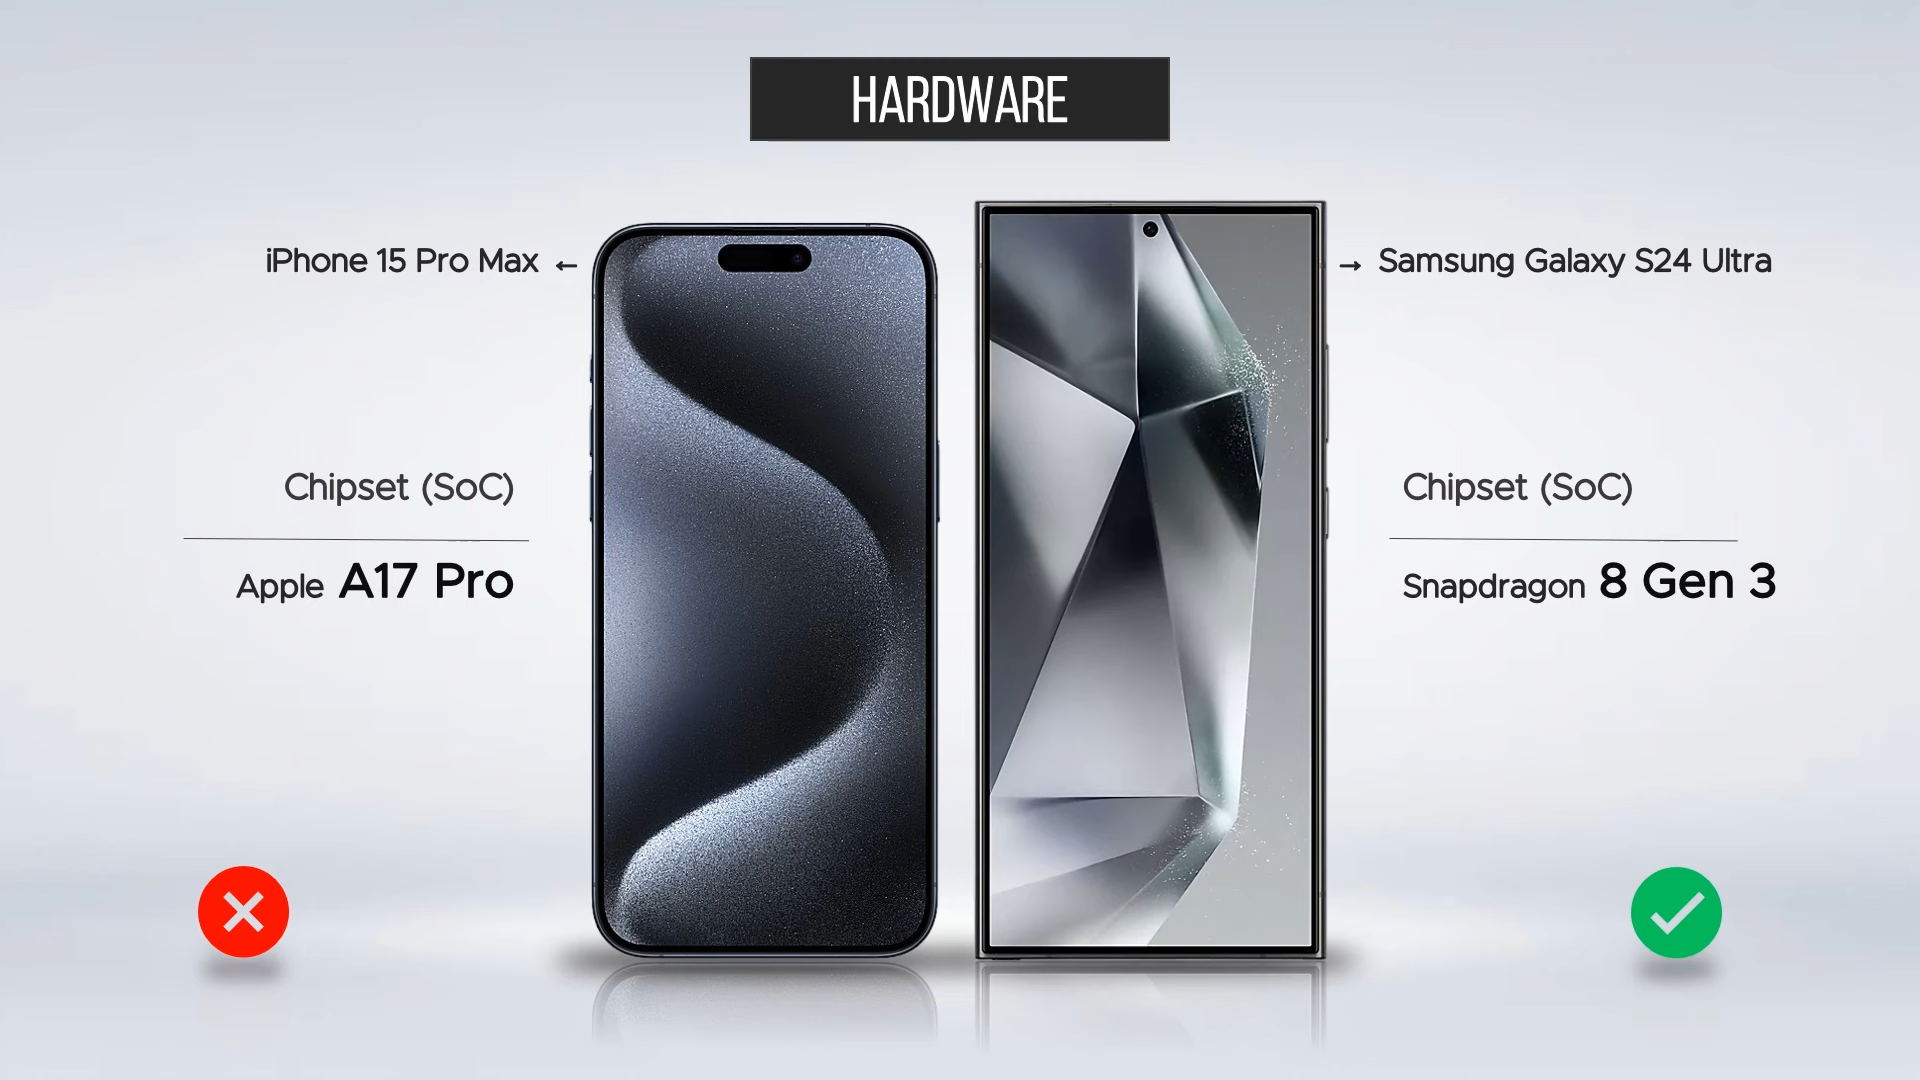 HARDWARE
iPhone 15 Pro Max ←
→ Samsung Galaxy S24 Ultra
Chipset (SoC)
Apple A17 Pro
Chipset (SoC)
Snapdragon 8 Gen 3